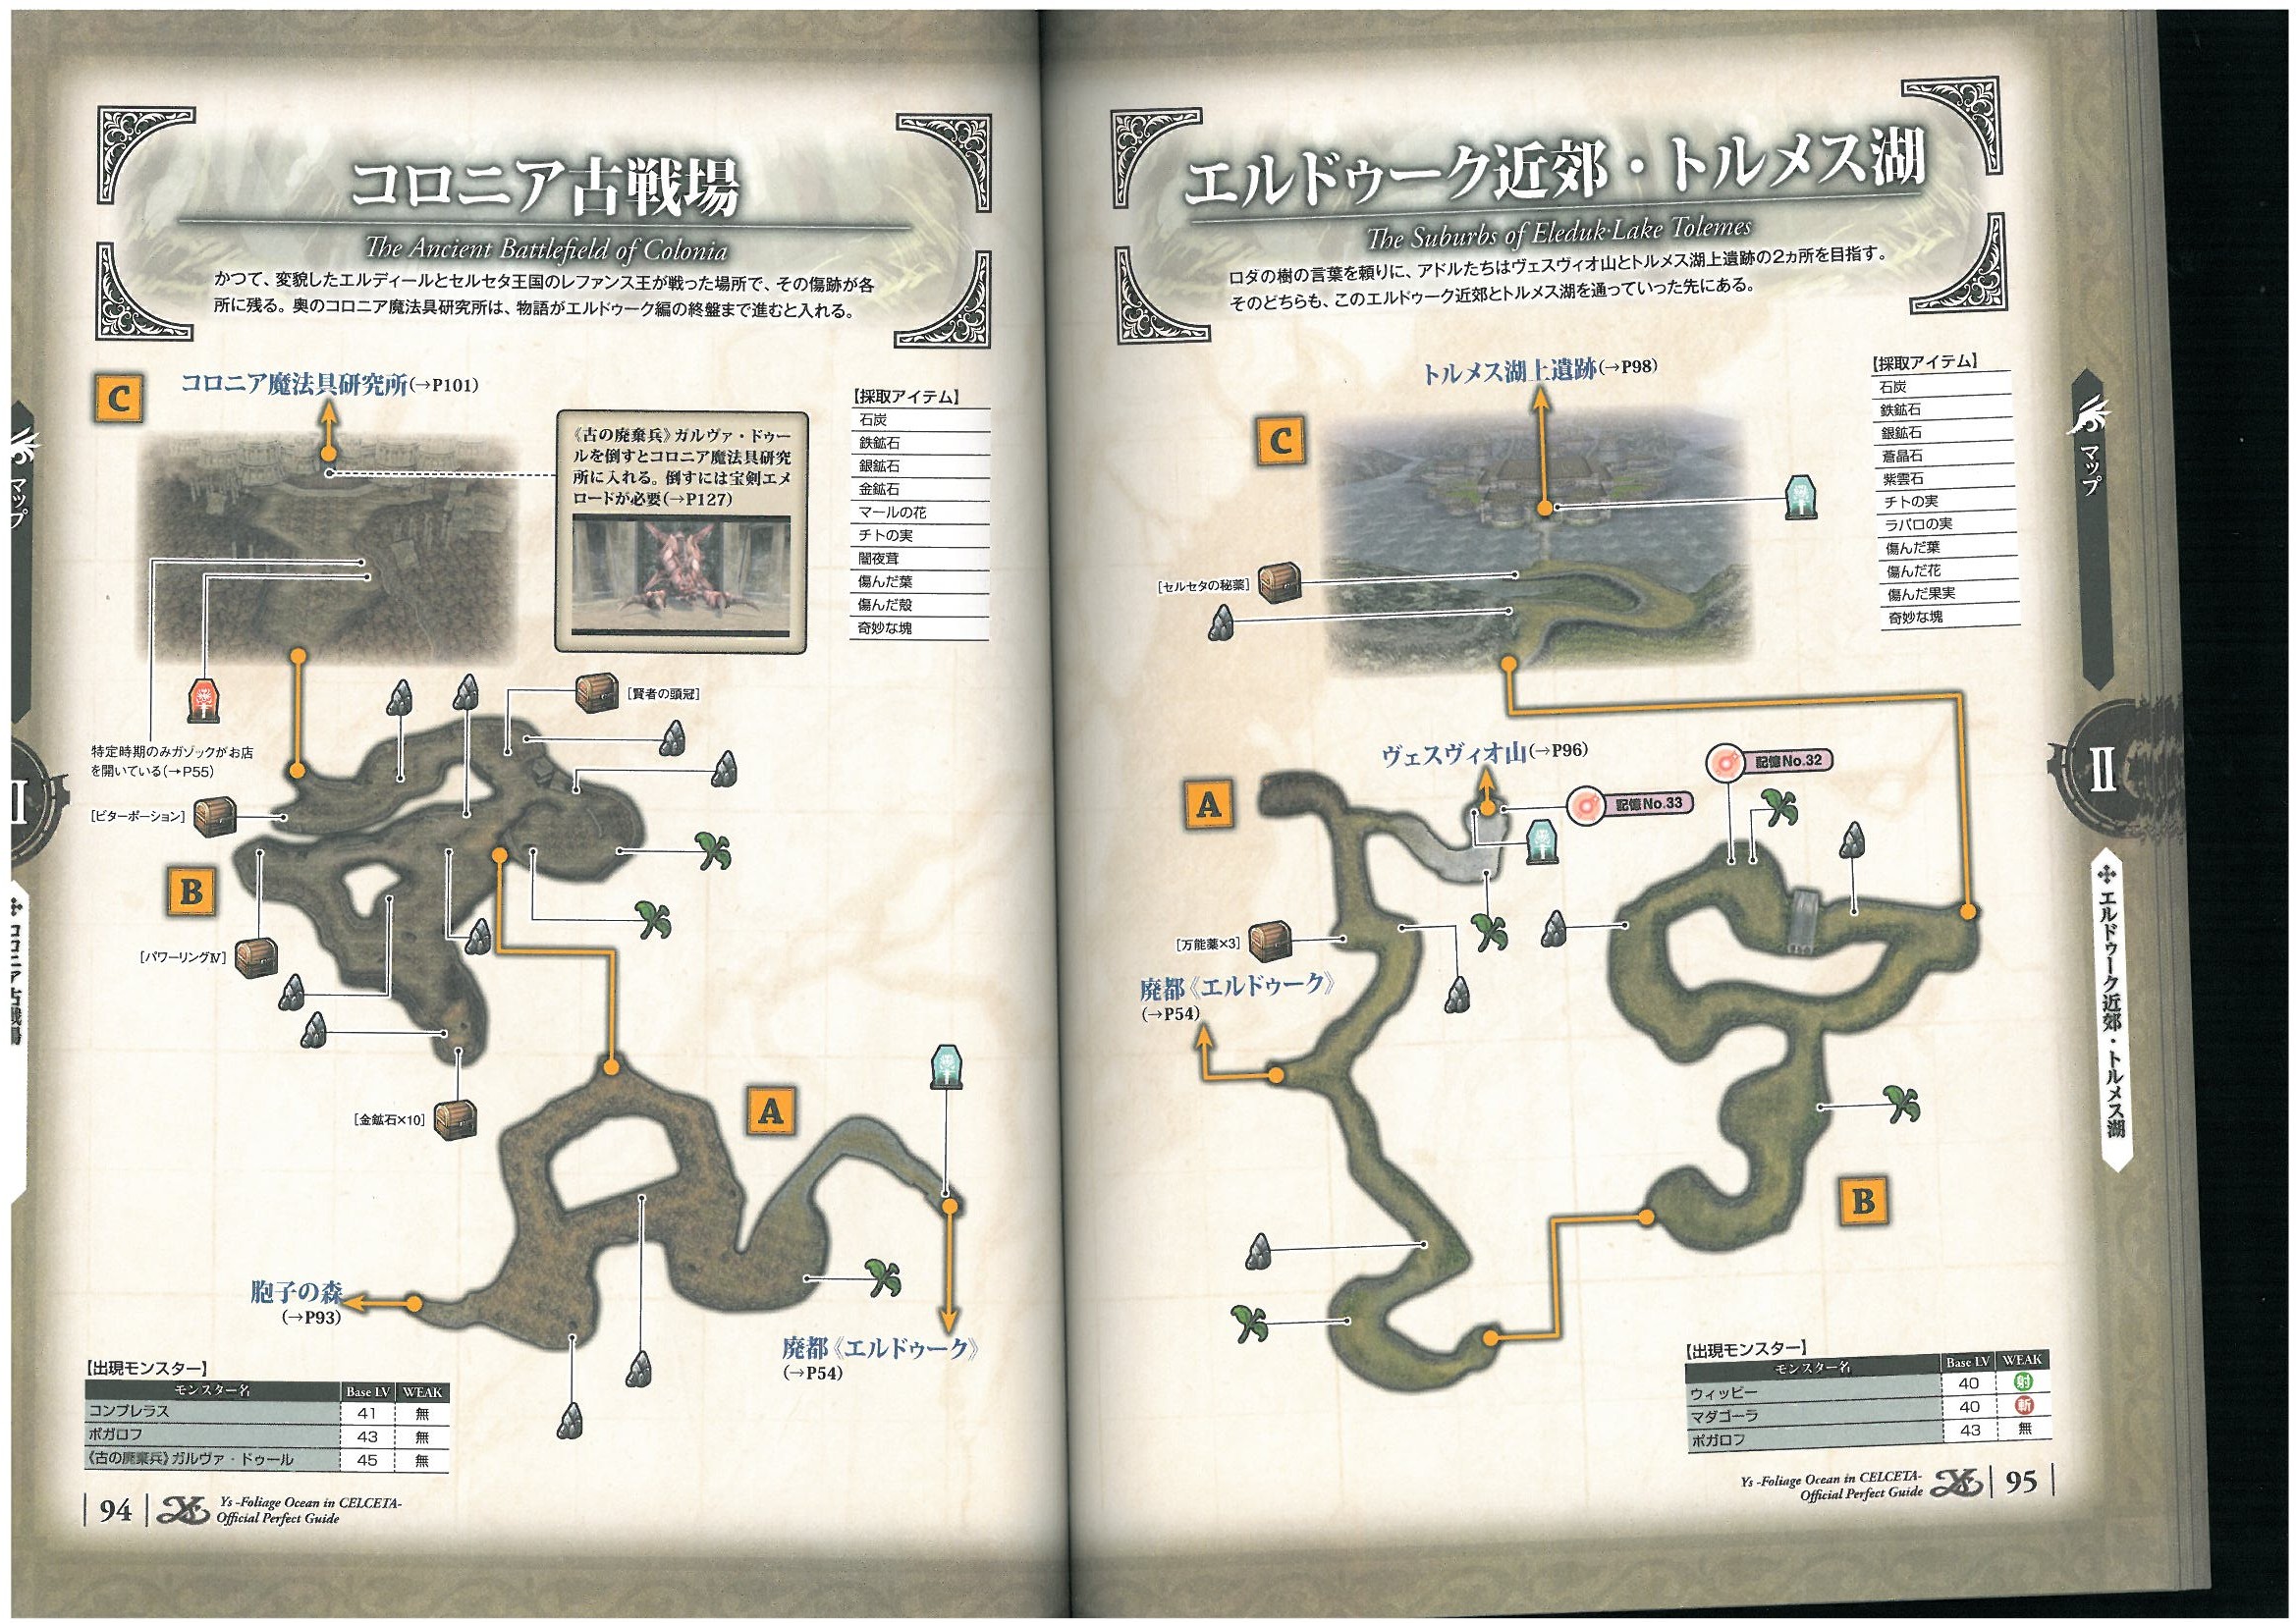 コロニア古戦場
The Ancient Battlefield of Colonia
かつて、変貌したエルディールとセルセタ王国のレファンス王が戦った場所で、その傷跡が各
所に残る。奥のコロニア魔法具研究所は、物語がエルドゥーク編の終盤まで進むと入れる。
C
コロニア魔法具研究所(→P101)
《古の廃棄兵》ガルヴァ・ドゥー
ルを倒すとコロニア魔法具研究
所に入れる。倒すには宝剣エメ
ロードが必要(→P127)
【採取アイテム】
石炭
鉄鉱石
銀鉱石
金鉱石
マールの花
チトの実
闇夜茸
傷んだ葉
傷んだ殻
奇妙な塊
[賢者の頭冠]
特定時期のみガゾックがお店
を開いている(→P55)
[ビターポーション]
B
[パワーリングⅣ]
[金鉱石×10]
A
胞子の森
(→P93)
廃都《エルドゥーク》
(→P54)
【出現モンスター】
モンスター名 Base LV WEAK
コンプレラス 41 無
ポガロフ 43 無
《古の廃棄兵》ガルヴァ・ドゥール 45 無
94
Ys
Ys -Foliage Ocean in CELCETA-
Official Perfect Guide
マップ
II
コロニア古戦場
エルドゥーク近郊・トルメス湖
The Suburbs of Eleduk·Lake Tolemes
ロダの樹の言葉を頼りに、アドルたちはヴェスヴィオ山とトルメス湖上遺跡の2ヵ所を目指す。
そのどちらも、このエルドゥーク近郊とトルメス湖を通っていった先にある。
トルメス湖上遺跡(→P98)
C
【採取アイテム】
石炭
鉄鉱石
銀鉱石
蒼晶石
紫雲石
チトの実
ラパロの実
傷んだ葉
傷んだ花
傷んだ果実
奇妙な塊
[セルセタの秘薬]
ヴェスヴィオ山(→P96)
記憶No.32
記憶No.33
A
[万能薬×3]
廃都《エルドゥーク》
(→P54)
B
【出現モンスター】
モンスター名 Base LV WEAK
ウィッピー 40 射
マダゴーラ 40 斬
ポガロフ 43 無
Ys -Foliage Ocean in CELCETA-
Official Perfect Guide
Ys
95
マップ
II
エルドゥーク近郊・トルメス湖